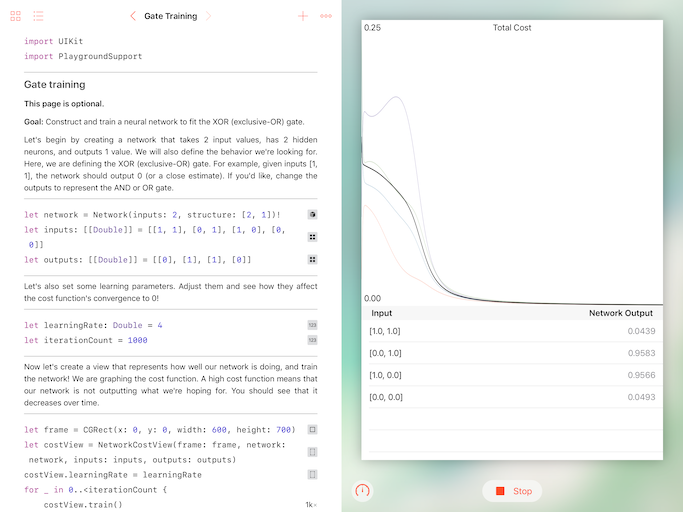 Gate Training
import UIKit
import PlaygroundSupport
Gate training
This page is optional.
Goal: Construct and train a neural network to fit the XOR (exclusive-OR) gate.
Let's begin by creating a network that takes 2 input values, has 2 hidden
neurons, and outputs 1 value. We will also define the behavior we're looking for.
Here, we are defining the XOR (exclusive-OR) gate. For example, given inputs [1,
1], the network should output 0 (or a close estimate). If you'd like, change the
outputs to represent the AND or OR gate.
let network = Network(inputs: 2, structure: [2, 1])!
let inputs: [[Double]] = [[1, 1], [0, 1], [1, 0], [0,
0]]
let outputs: [[Double]] = [[0], [1], [1], [0]]
Let's also set some learning parameters. Adjust them and see how they affect
the cost function's convergence to 0!
let learningRate: Double = 4
123
let iterationCount = 1000
123
Now let's create a view that represents how well our network is doing, and train
the network! We are graphing the cost function. A high cost function means that
our network is not outputting what we're hoping for. You should see that it
decreases over time.
let frame = CGRect(x: 0, y: 0, width: 600, height: 700)
let costView = NetworkCostView(frame: frame, network:
network, inputs: inputs, outputs: outputs)
costView.learningRate = learningRate
for _ in 0..<iterationCount {
costView.train()
1k×
0.25
Total Cost
0.00
Input Network Output
[1.0, 1.0] 0.0439
[0.0, 1.0] 0.9583
[1.0, 0.0] 0.9566
[0.0, 0.0] 0.0493
Stop